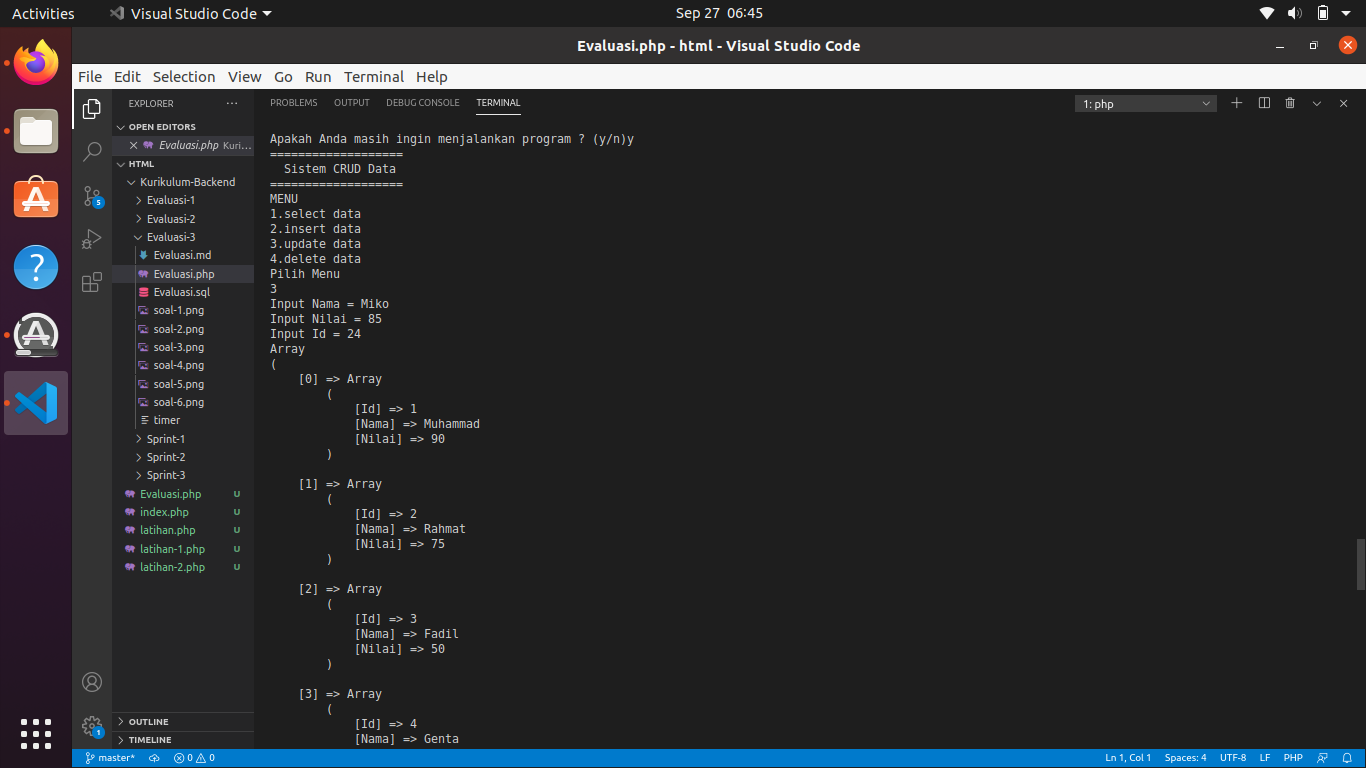 Activities
Visual Studio Code
Sep 27 06:45
Evaluasi.php - html - Visual Studio Code
File Edit Selection View Go Run Terminal Help
EXPLORER ...
OPEN EDITORS
Evaluasi.php Kuri...
HTML
Kurikulum-Backend
Evaluasi-1
Evaluasi-2
Evaluasi-3
Evaluasi.md
Evaluasi.php
Evaluasi.sql
soal-1.png
soal-2.png
soal-3.png
soal-4.png
soal-5.png
soal-6.png
timer
Sprint-1
Sprint-2
Sprint-3
Evaluasi.php U
index.php U
latihan.php U
latihan-1.php U
latihan-2.php U
OUTLINE
TIMELINE
5
1
PROBLEMS OUTPUT DEBUG CONSOLE TERMINAL
1: php
Apakah Anda masih ingin menjalankan program ? (y/n)y
===================
  Sistem CRUD Data
===================
MENU
1.select data
2.insert data
3.update data
4.delete data
Pilih Menu
3
Input Nama = Miko
Input Nilai = 85
Input Id = 24
Array
(
    [0] => Array
        (
            [Id] => 1
            [Nama] => Muhammad
            [Nilai] => 90
        )
    [1] => Array
        (
            [Id] => 2
            [Nama] => Rahmat
            [Nilai] => 75
        )
    [2] => Array
        (
            [Id] => 3
            [Nama] => Fadil
            [Nilai] => 50
        )
    [3] => Array
        (
            [Id] => 4
            [Nama] => Genta
master* 0 0
Ln 1, Col 1 Spaces: 4 UTF-8 LF PHP